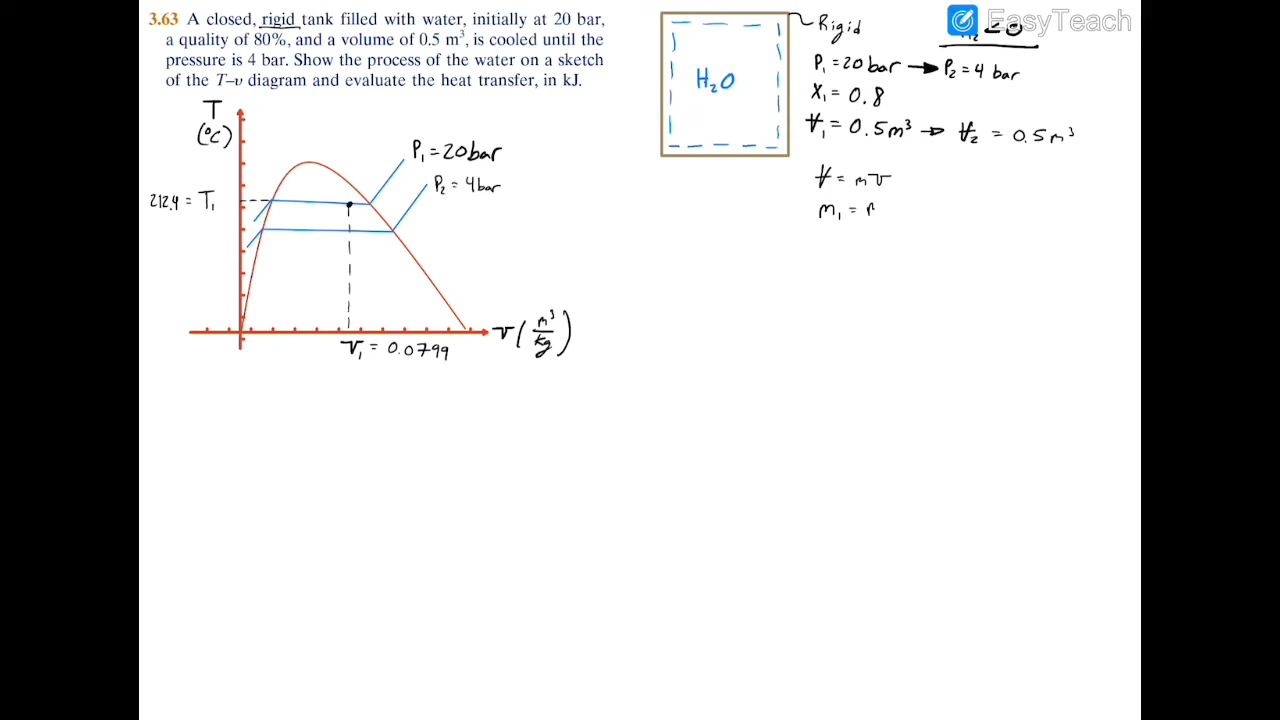 3.63 A closed, rigid tank filled with water, initially at 20 bar,
a quality of 80%, and a volume of 0.5 m³, is cooled until the
pressure is 4 bar. Show the process of the water on a sketch
of the T–υ diagram and evaluate the heat transfer, in kJ.
T
(°C)
P₁ = 20 bar
P₂ = 4 bar
212.4 = T₁
v₁ = 0.0799
v (m³/kg)
EasyTeach
Rigid
< 0
H₂O
P₁ = 20 bar → P₂ = 4 bar
X₁ = 0.8
V₁ = 0.5 m³ → V₂ = 0.5 m³
V = mv
m₁ =